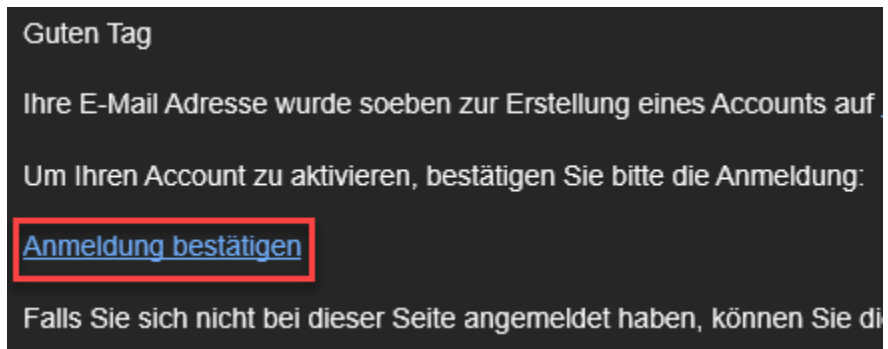 Guten Tag
Ihre E-Mail Adresse wurde soeben zur Erstellung eines Accounts auf
Um Ihren Account zu aktivieren, bestätigen Sie bitte die Anmeldung:
Anmeldung bestätigen
Falls Sie sich nicht bei dieser Seite angemeldet haben, können Sie